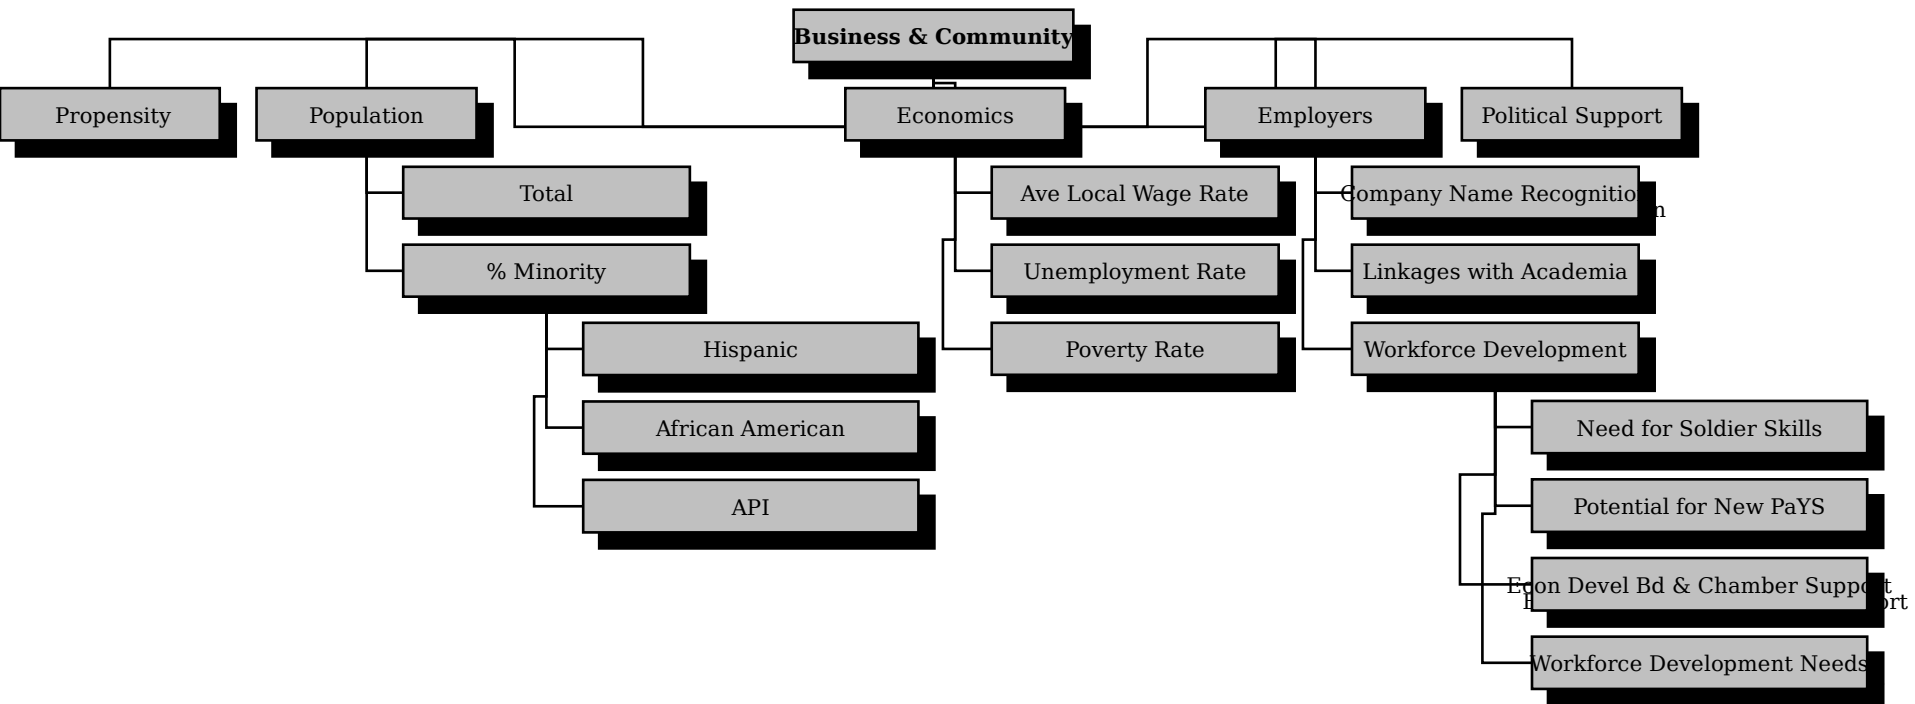 Business & Community
Propensity
Population
Economics
Employers
Political Support
Total
% Minority
Hispanic
African American
API
Ave Local Wage Rate
Unemployment Rate
Poverty Rate
Company Name Recognition
Linkages with Academia
Workforce Development
Need for Soldier Skills
Potential for New PaYS
Econ Devel Bd & Chamber Support
Workforce Development Needs